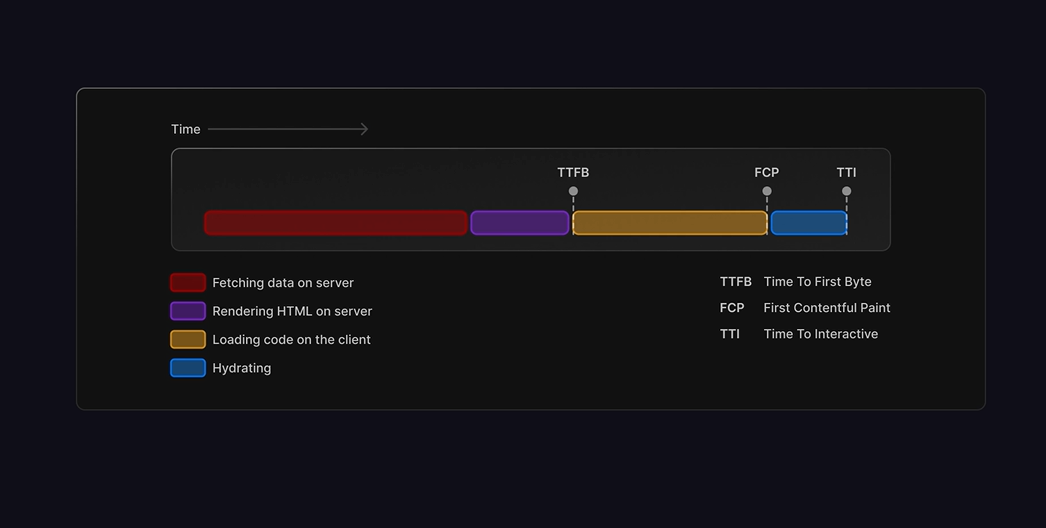 Time
TTFB FCP TTI
Fetching data on server
Rendering HTML on server
Loading code on the client
Hydrating
TTFB Time To First Byte
FCP First Contentful Paint
TTI Time To Interactive